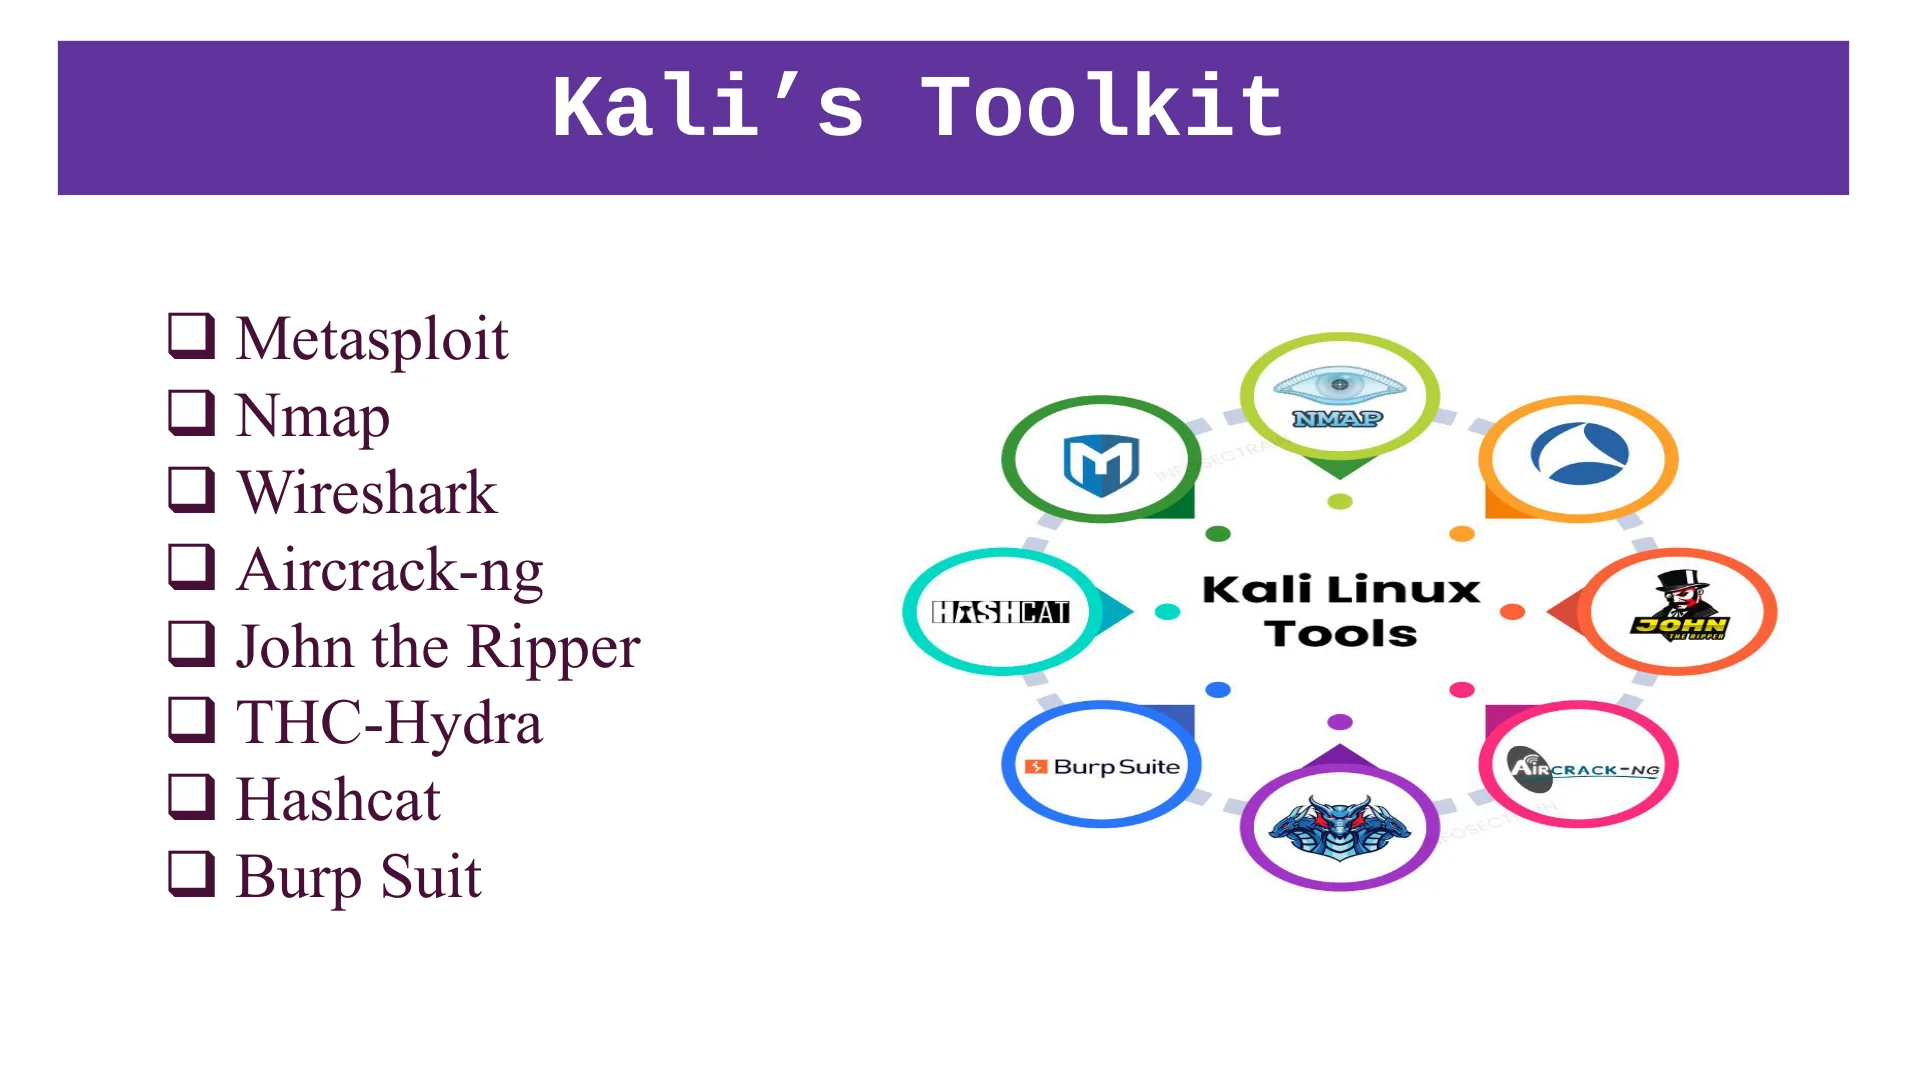 Kali’s Toolkit
❑ Metasploit
❑ Nmap
❑ Wireshark
❑ Aircrack-ng
❑ John the Ripper
❑ THC-Hydra
❑ Hashcat
❑ Burp Suit
NMAP
HASHCAT
Kali Linux
Tools
JOHN
THE RIPPER
Burp Suite
AIRCRACK-NG